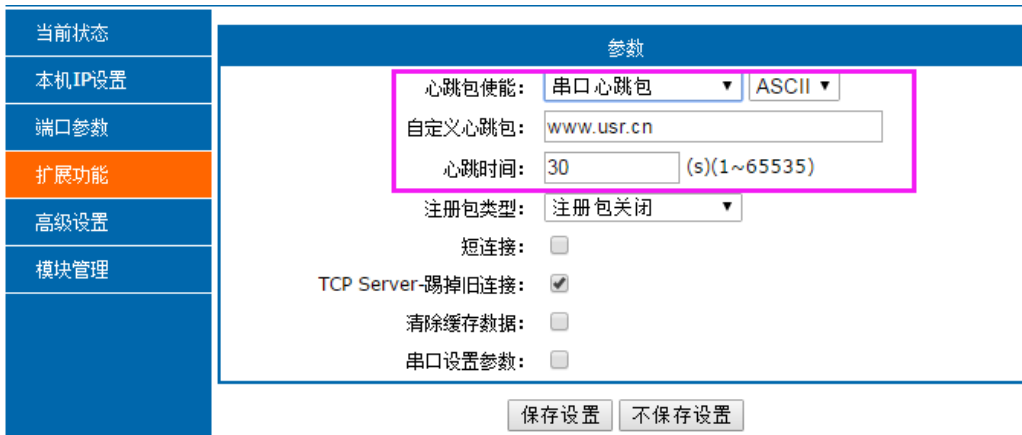 当前状态
本机IP设置
端口参数
扩展功能
高级设置
模块管理
参数
心跳包使能: 串口心跳包 ASCII
自定义心跳包: www.usr.cn
心跳时间: 30 (s)(1~65535)
注册包类型: 注册包关闭
短连接:
TCP Server-踢掉旧连接:
清除缓存数据:
串口设置参数:
保存设置 不保存设置